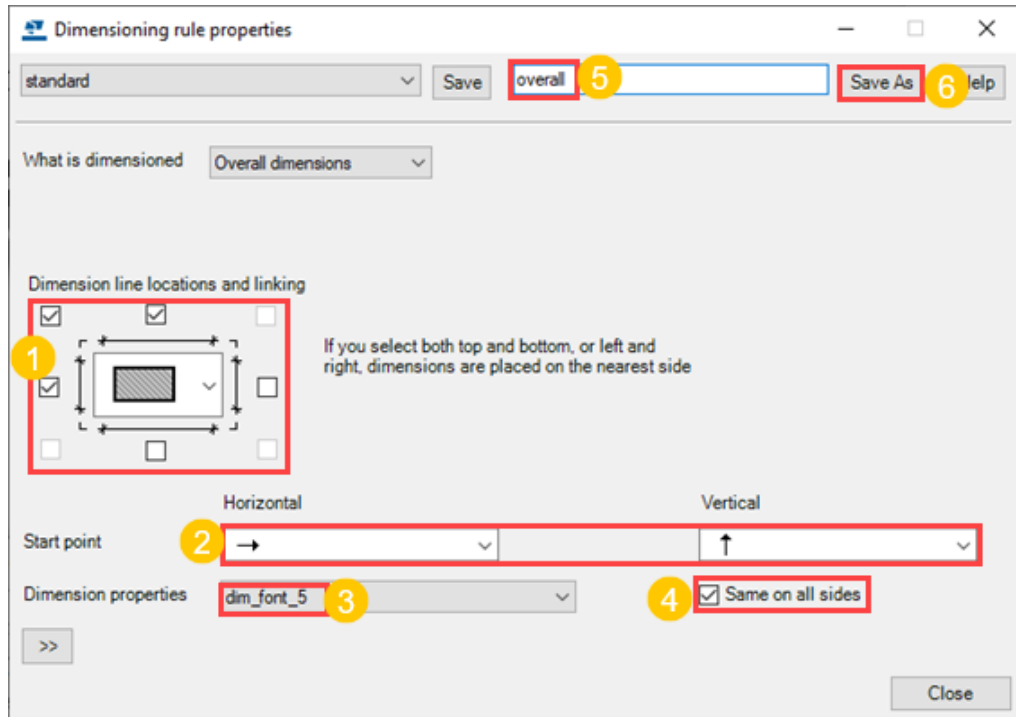 Dimensioning rule properties
standard Save overall 5 Save As 6 Help
What is dimensioned Overall dimensions
Dimension line locations and linking
1
If you select both top and bottom, or left and
right, dimensions are placed on the nearest side
Horizontal Vertical
Start point 2
Dimension properties dim_font_5 3 4 Same on all sides
>>
Close